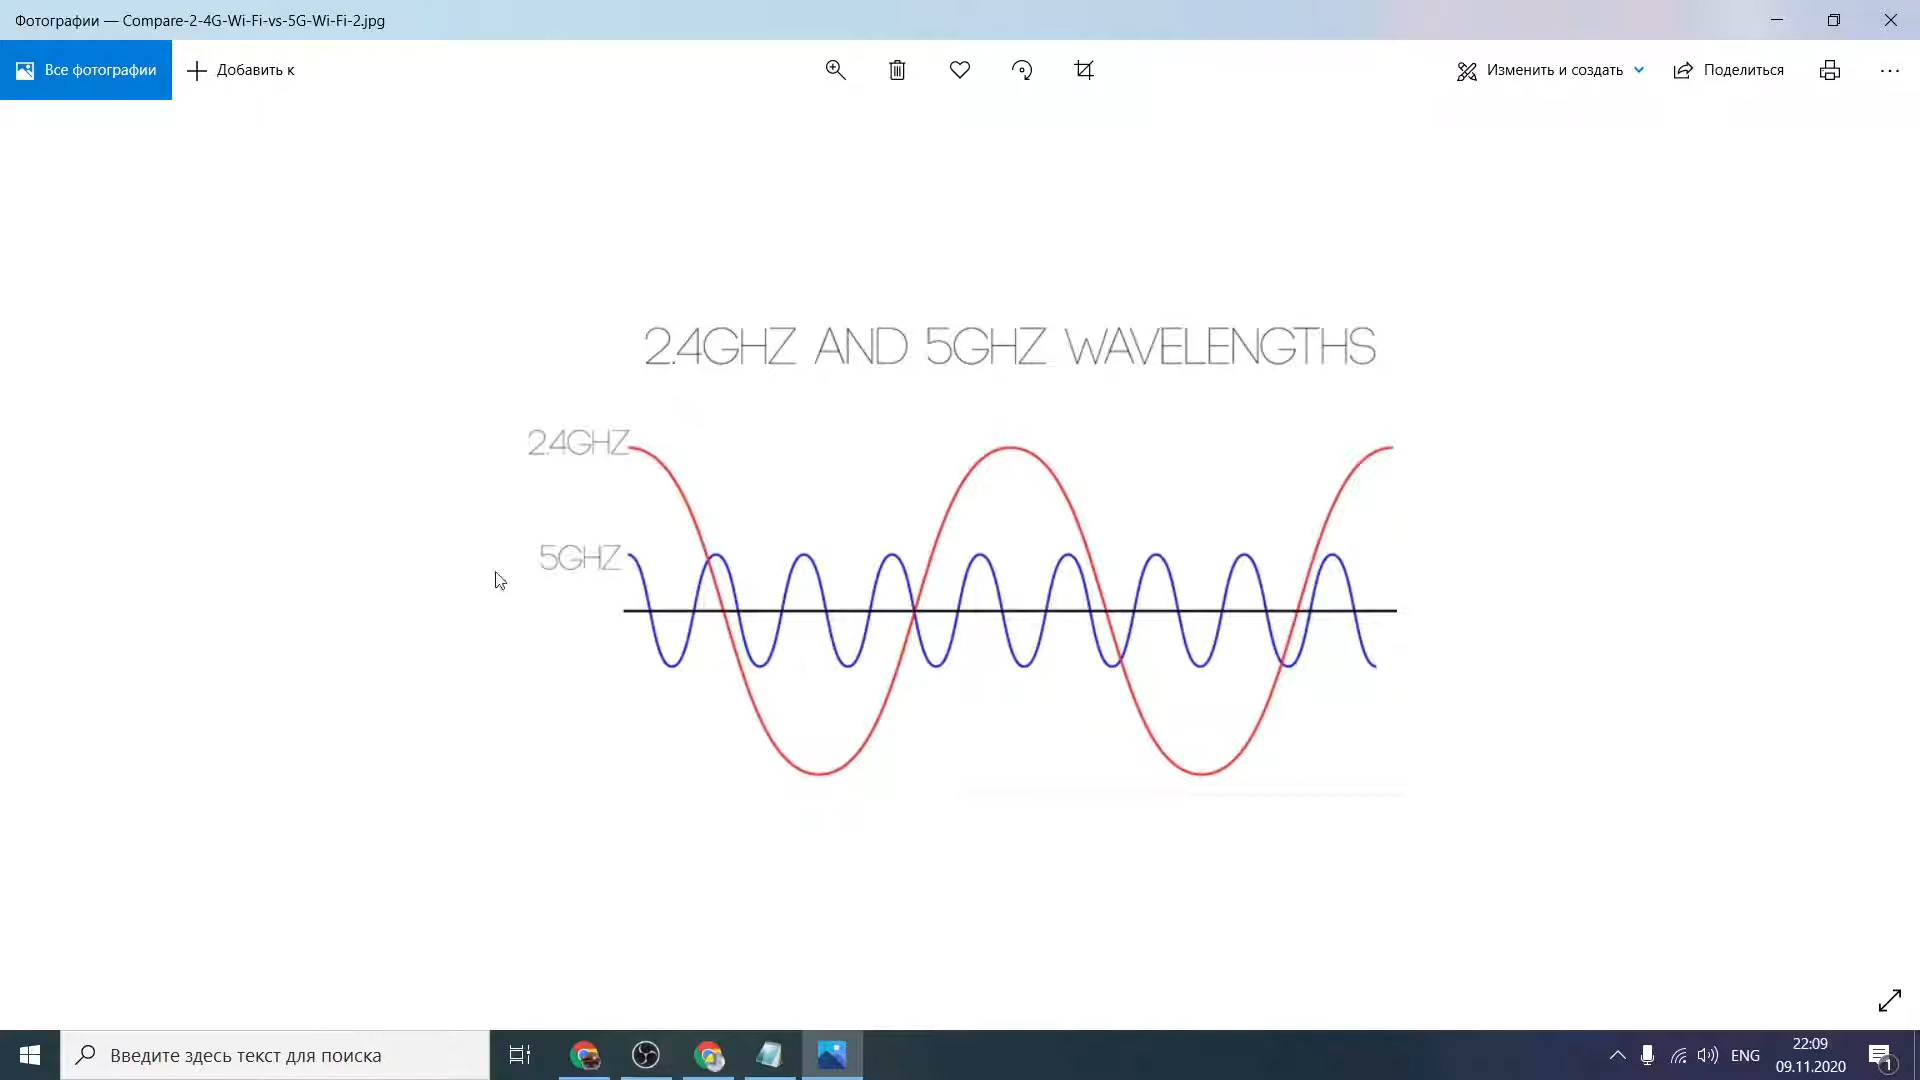 Фотографии — Compare-2-4G-Wi-Fi-vs-5G-Wi-Fi-2.jpg
Все фотографии
Добавить к
Изменить и создать
Поделиться
2.4GHZ AND 5GHZ WAVELENGTHS
2.4GHZ
5GHZ
Введите здесь текст для поиска
ENG
22:09
09.11.2020
1